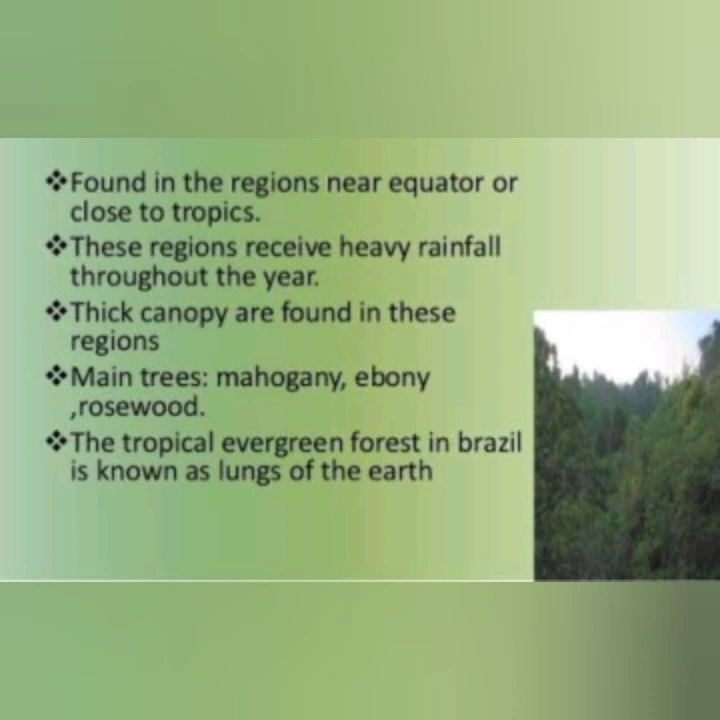 ❖Found in the regions near equator or
close to tropics.
❖These regions receive heavy rainfall
throughout the year.
❖Thick canopy are found in these
regions
❖Main trees: mahogany, ebony
,rosewood.
❖The tropical evergreen forest in brazil
is known as lungs of the earth